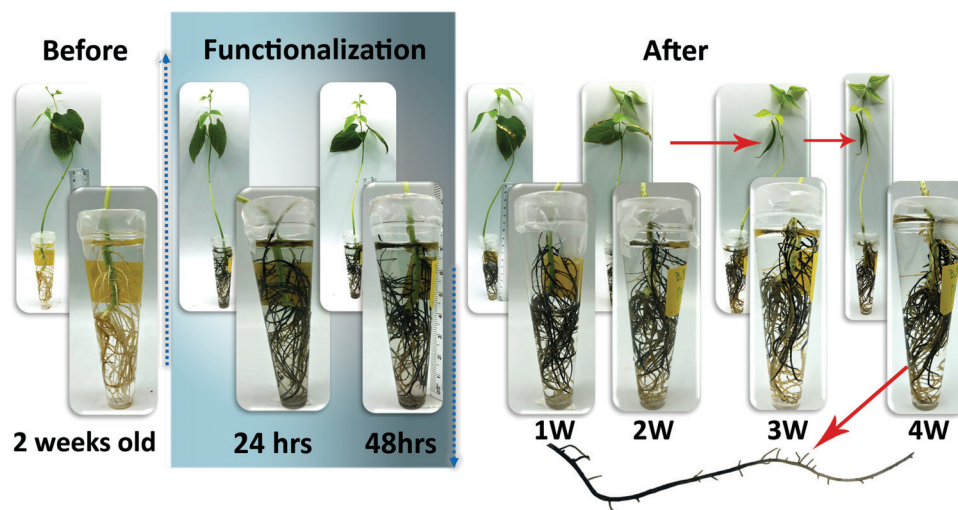 Before
Functionalization
After
2 weeks old
24 hrs
48hrs
1W
2W
3W
4W